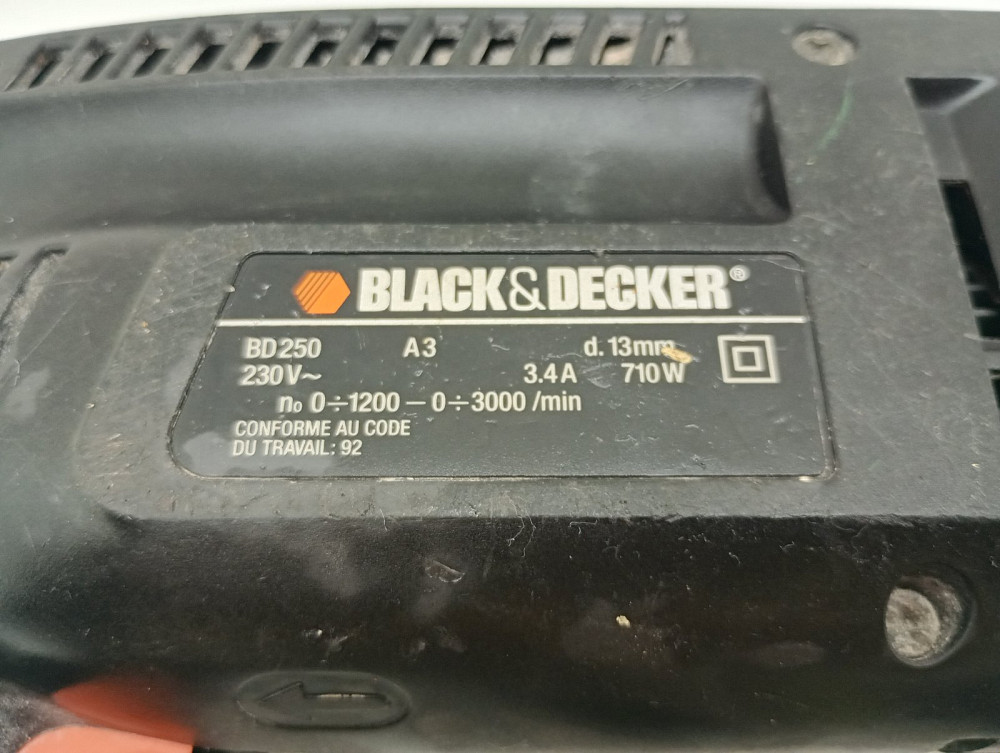 BLACK&DECKER®
BD250 A3 d. 13mm
230V~ 3.4A 710W
n₀ 0÷1200 – 0÷3000 /min
CONFORME AU CODE
DU TRAVAIL: 92